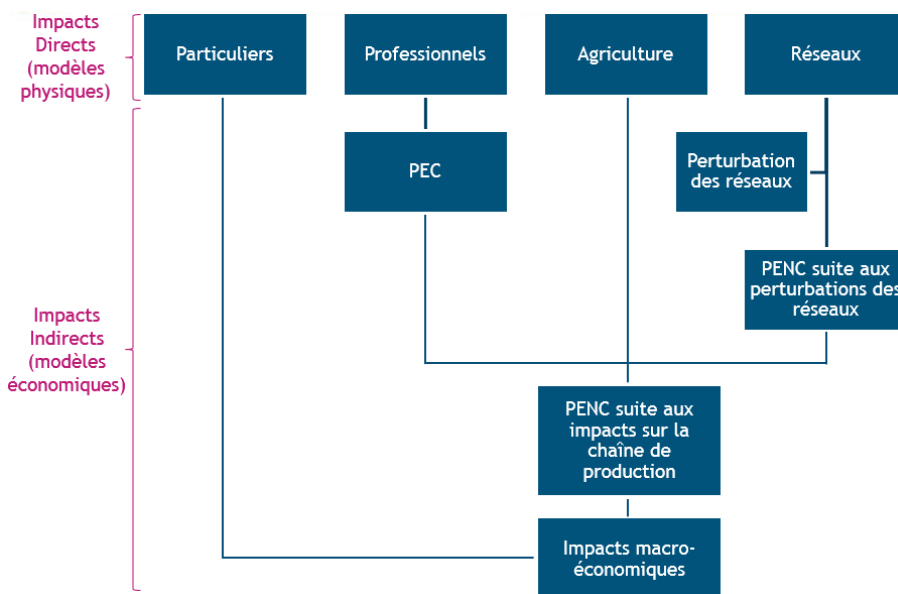 Impacts
Directs
(modèles
physiques)
Particuliers
Professionnels
Agriculture
Réseaux
PEC
Perturbation
des réseaux
PENC suite aux
perturbations des
réseaux
Impacts
Indirects
(modèles
économiques)
PENC suite aux
impacts sur la
chaîne de
production
Impacts macro-
économiques